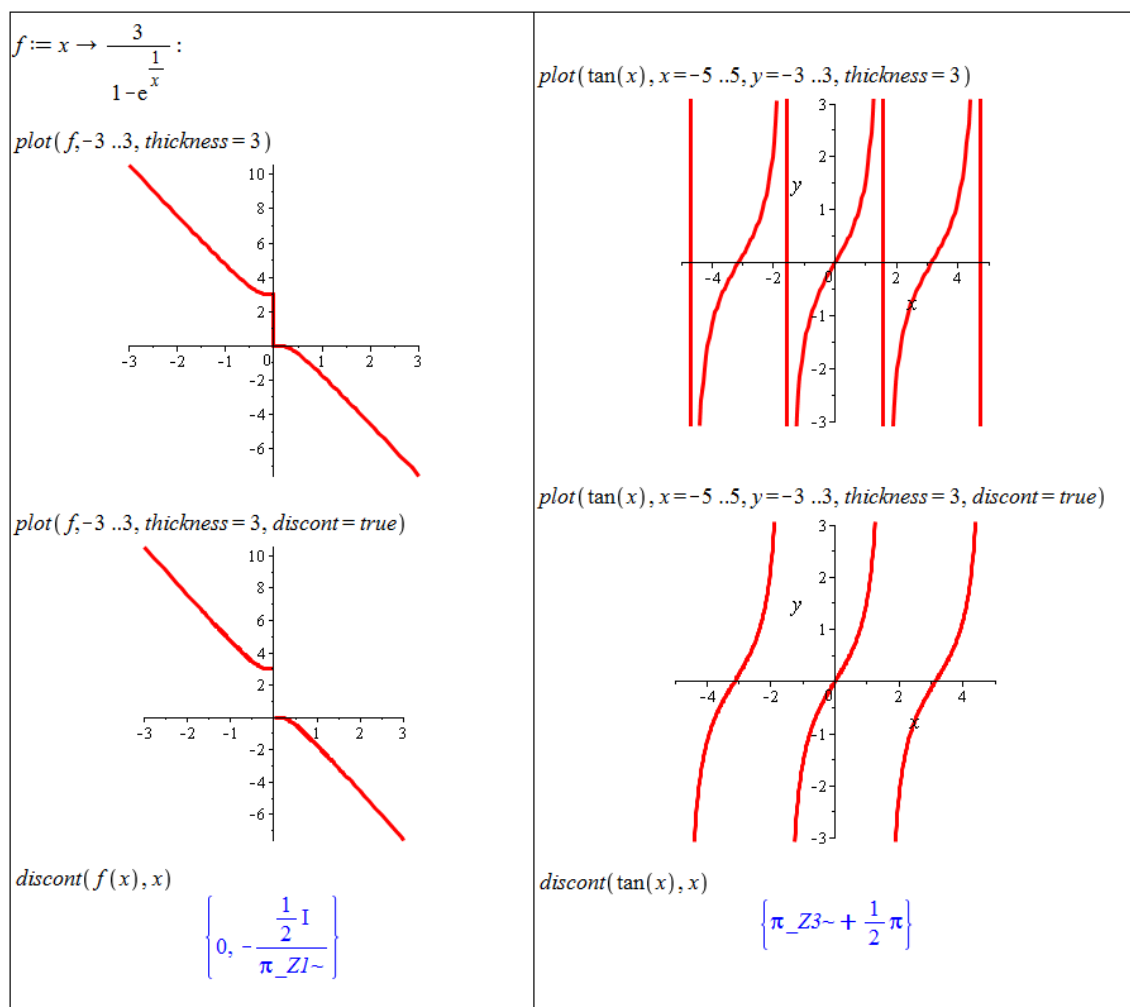 f := x → 3 / (1 - e^(1/x)) :
plot(f,-3 ..3, thickness = 3)
10
8
6
4
2
-3 -2 -1 0 1 2 3
-2
-4
-6
plot(f,-3 ..3, thickness = 3, discont = true)
10
8
6
4
2
-3 -2 -1 0 1 2 3
-2
-4
-6
discont(f(x), x)
{0, - (1/2 I) / (π _Z1~)}
plot(tan(x), x=-5 ..5, y=-3 ..3, thickness = 3)
3
2
y
1
-4 -2 0 2 4
x
-1
-2
-3
plot(tan(x), x=-5 ..5, y=-3 ..3, thickness = 3, discont = true)
3
2
y
1
-4 -2 0 2 4
x
-1
-2
-3
discont(tan(x), x)
{π _Z3~ + 1/2 π}